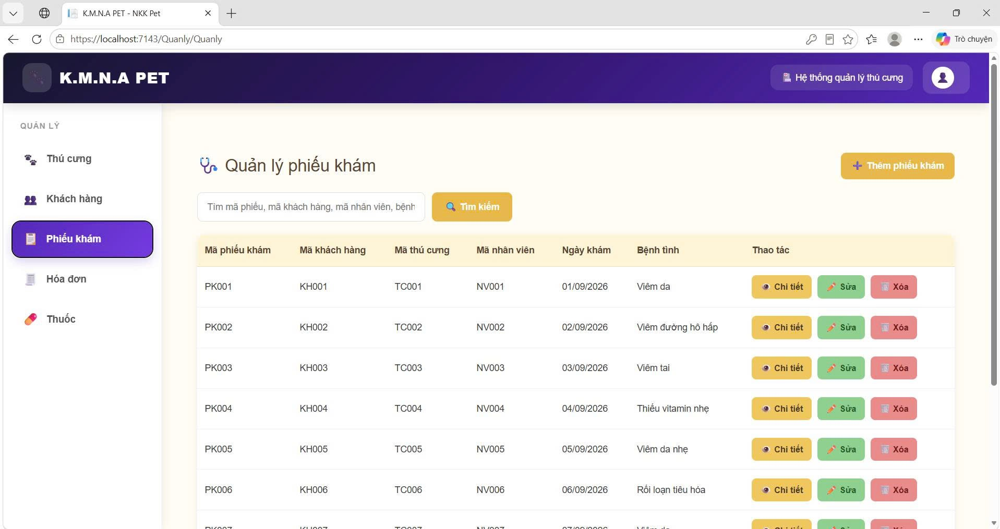 K.M.N.A PET - NKK Pet
https://localhost:7143/Quanly/Quanly
Trò chuyện
K.M.N.A PET
Hệ thống quản lý thú cưng
QUẢN LÝ
Thú cưng
Khách hàng
Phiếu khám
Hóa đơn
Thuốc
Quản lý phiếu khám
Thêm phiếu khám
Tìm mã phiếu, mã khách hàng, mã nhân viên, bệnh
Tìm kiếm
Mã phiếu khám Mã khách hàng Mã thú cưng Mã nhân viên Ngày khám Bệnh tình Thao tác
PK001 KH001 TC001 NV001 01/09/2026 Viêm da Chi tiết Sửa Xóa
PK002 KH002 TC002 NV002 02/09/2026 Viêm đường hô hấp Chi tiết Sửa Xóa
PK003 KH003 TC003 NV003 03/09/2026 Viêm tai Chi tiết Sửa Xóa
PK004 KH004 TC004 NV004 04/09/2026 Thiếu vitamin nhẹ Chi tiết Sửa Xóa
PK005 KH005 TC005 NV005 05/09/2026 Viêm da nhẹ Chi tiết Sửa Xóa
PK006 KH006 TC006 NV006 06/09/2026 Rối loạn tiêu hóa Chi tiết Sửa Xóa